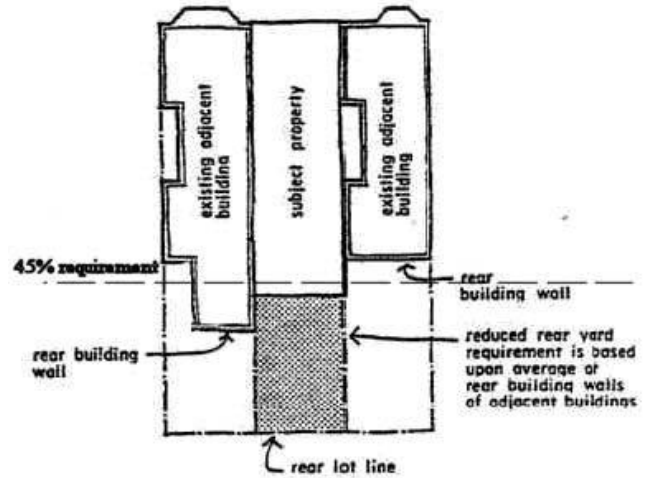 existing adjacent
building
subject property
existing adjacent
building
45% requirement
rear
building wall
rear building
wall
reduced rear yard
requirement is based
upon average of
rear building walls
of adjacent buildings
rear lot line